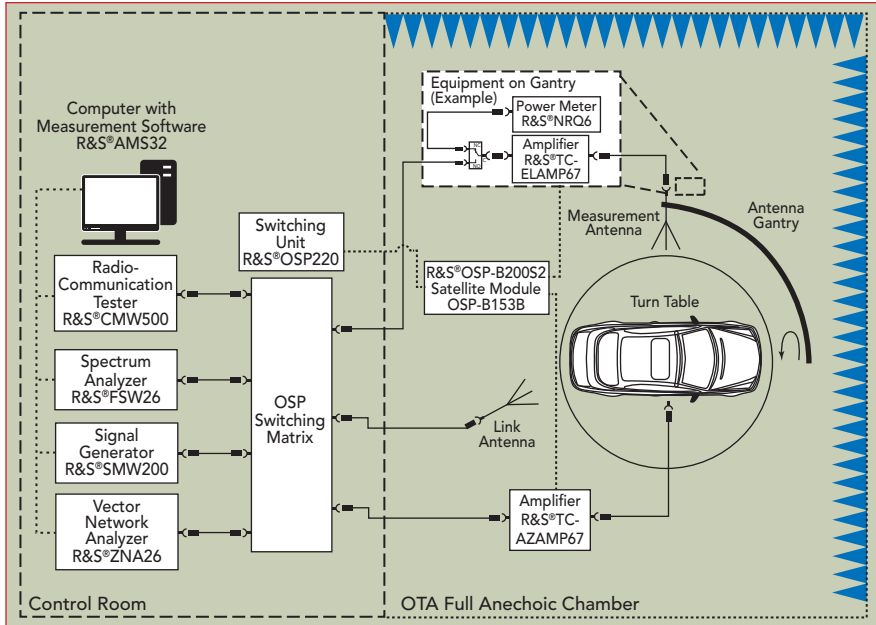 Computer with
Measurement Software
R&S®AMS32
Radio-
Communication
Tester
R&S®CMW500
Spectrum
Analyzer
R&S®FSW26
Signal
Generator
R&S®SMW200
Vector
Network
Analyzer
R&S®ZNA26
Switching
Unit
R&S®OSP220
OSP
Switching
Matrix
Control Room
Equipment on Gantry
(Example)
Power Meter
R&S®NRQ6
NC
C
NO
Amplifier
R&S®TC-
ELAMP67
Measurement
Antenna
Antenna
Gantry
R&S®OSP-B200S2
Satellite Module
OSP-B153B
Turn Table
Link
Antenna
Amplifier
R&S®TC-
AZAMP67
OTA Full Anechoic Chamber